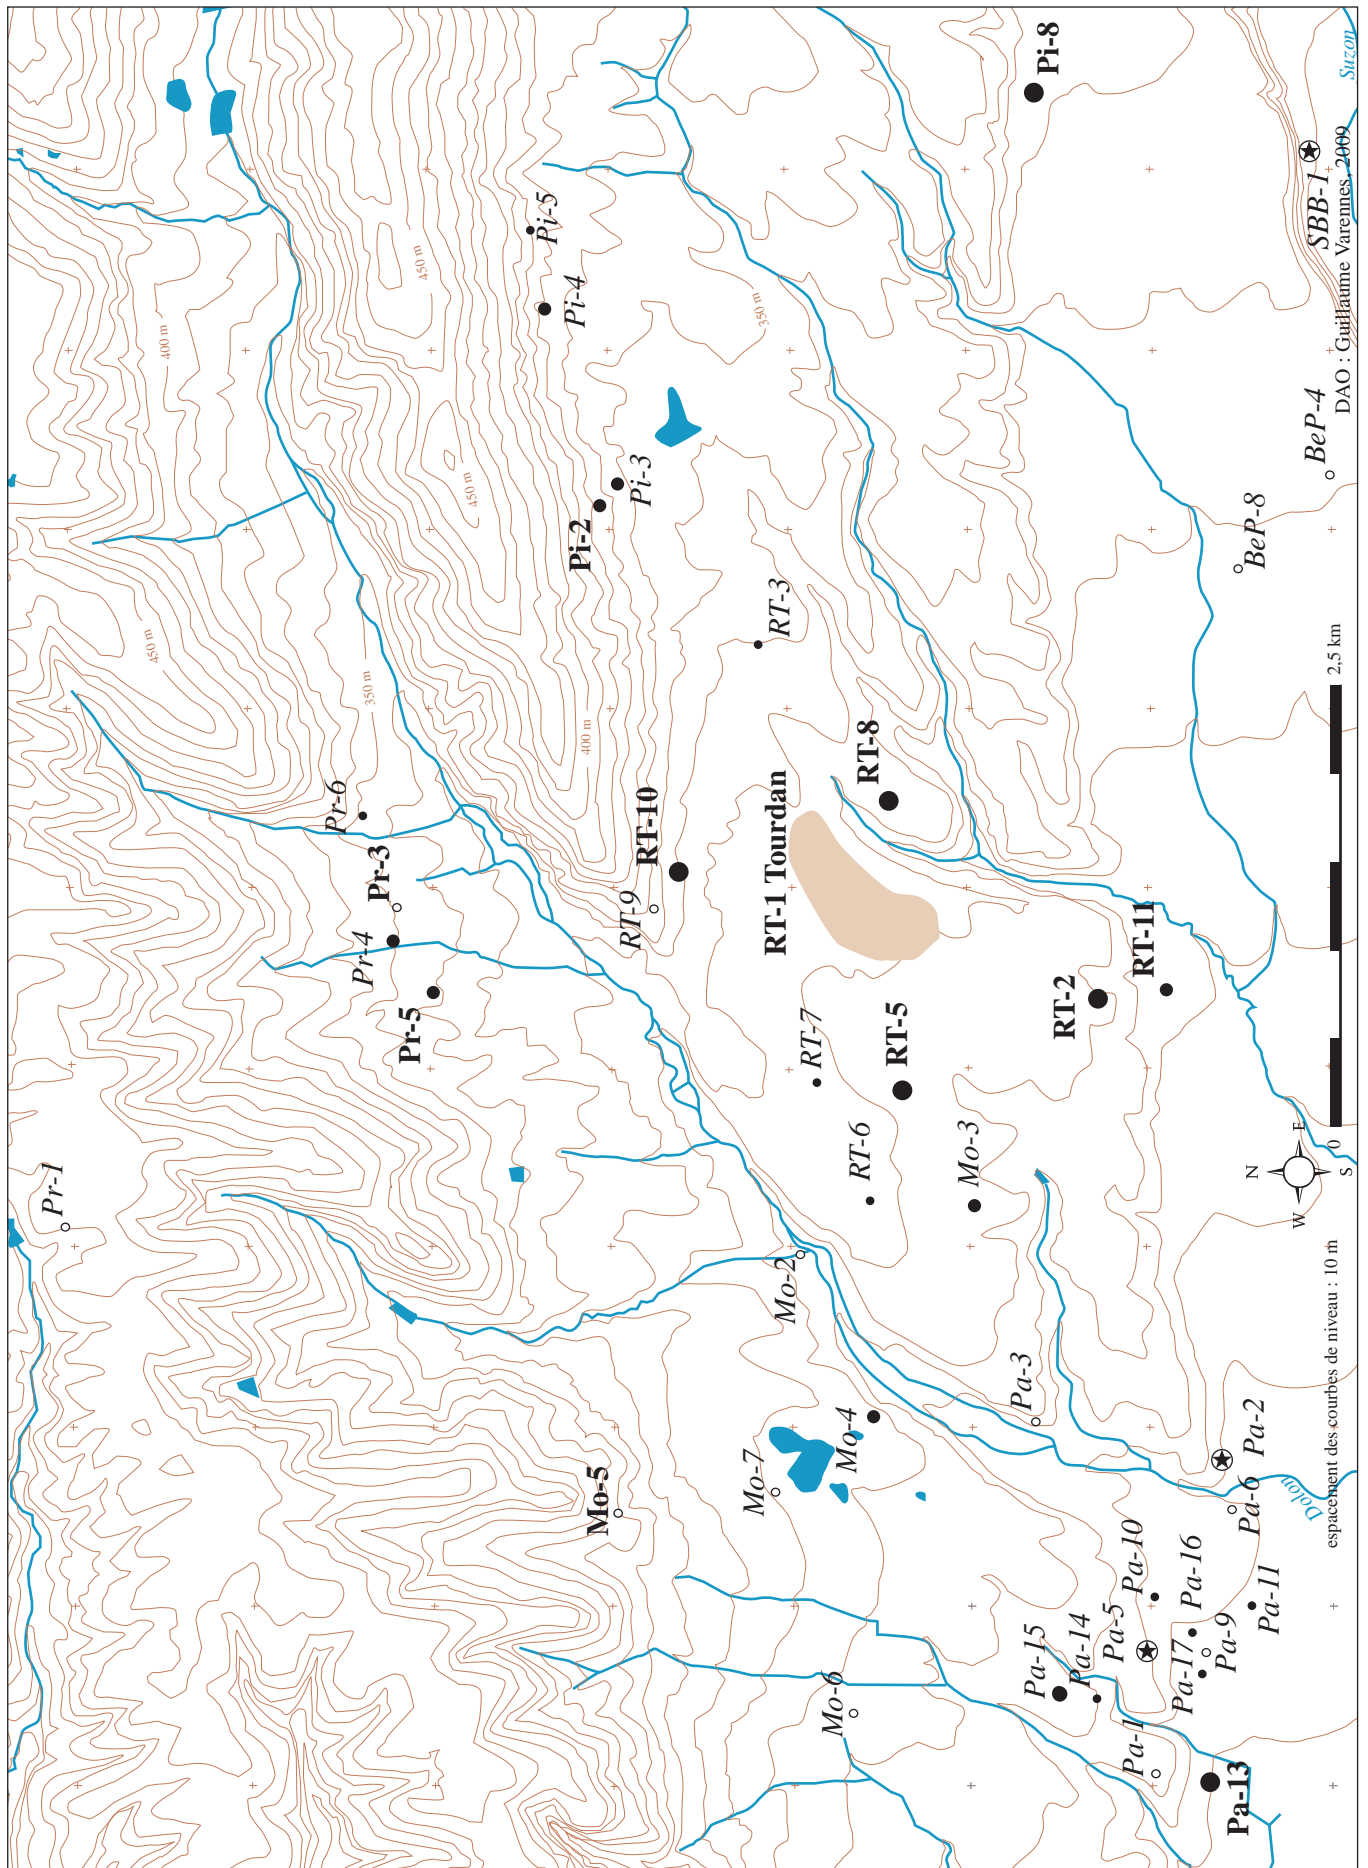 Pr-1
Pr-6
Pr-3
Pr-4
Pr-5
450 m
350 m
400 m
450 m
450 m
400 m
350 m
Pi-5
Pi-4
Pi-3
Pi-2
Pi-8
RT-10
RT-9
RT-3
RT-8
RT-1 Tourdan
RT-7
RT-5
RT-6
RT-2
RT-11
Mo-3
Mo-2
Mo-4
Mo-7
Mo-5
Mo-6
Pa-3
Pa-2
Pa-6
Pa-10
Pa-16
Pa-11
Pa-5
Pa-9
Pa-17
Pa-14
Pa-15
Pa-1
Pa-13
Dolon
BeP-8
BeP-4
SBB-1
Suzon
N
W
E
S
espacement des courbes de niveau : 10 m
0
2,5 km
DAO : Guillaume Varennes, 2009